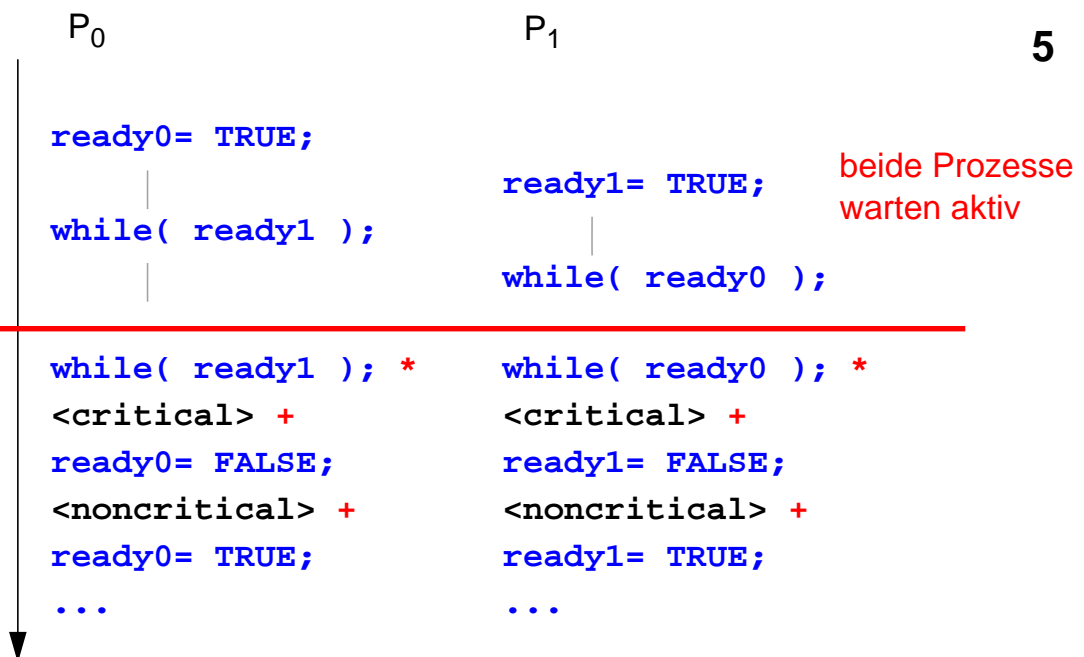 P0
P1
5
ready0= TRUE;
ready1= TRUE;
beide Prozesse
warten aktiv
while( ready1 );
while( ready0 );
while( ready1 ); *
while( ready0 ); *
<critical> +
<critical> +
ready0= FALSE;
ready1= FALSE;
<noncritical> +
<noncritical> +
ready0= TRUE;
ready1= TRUE;
...
...